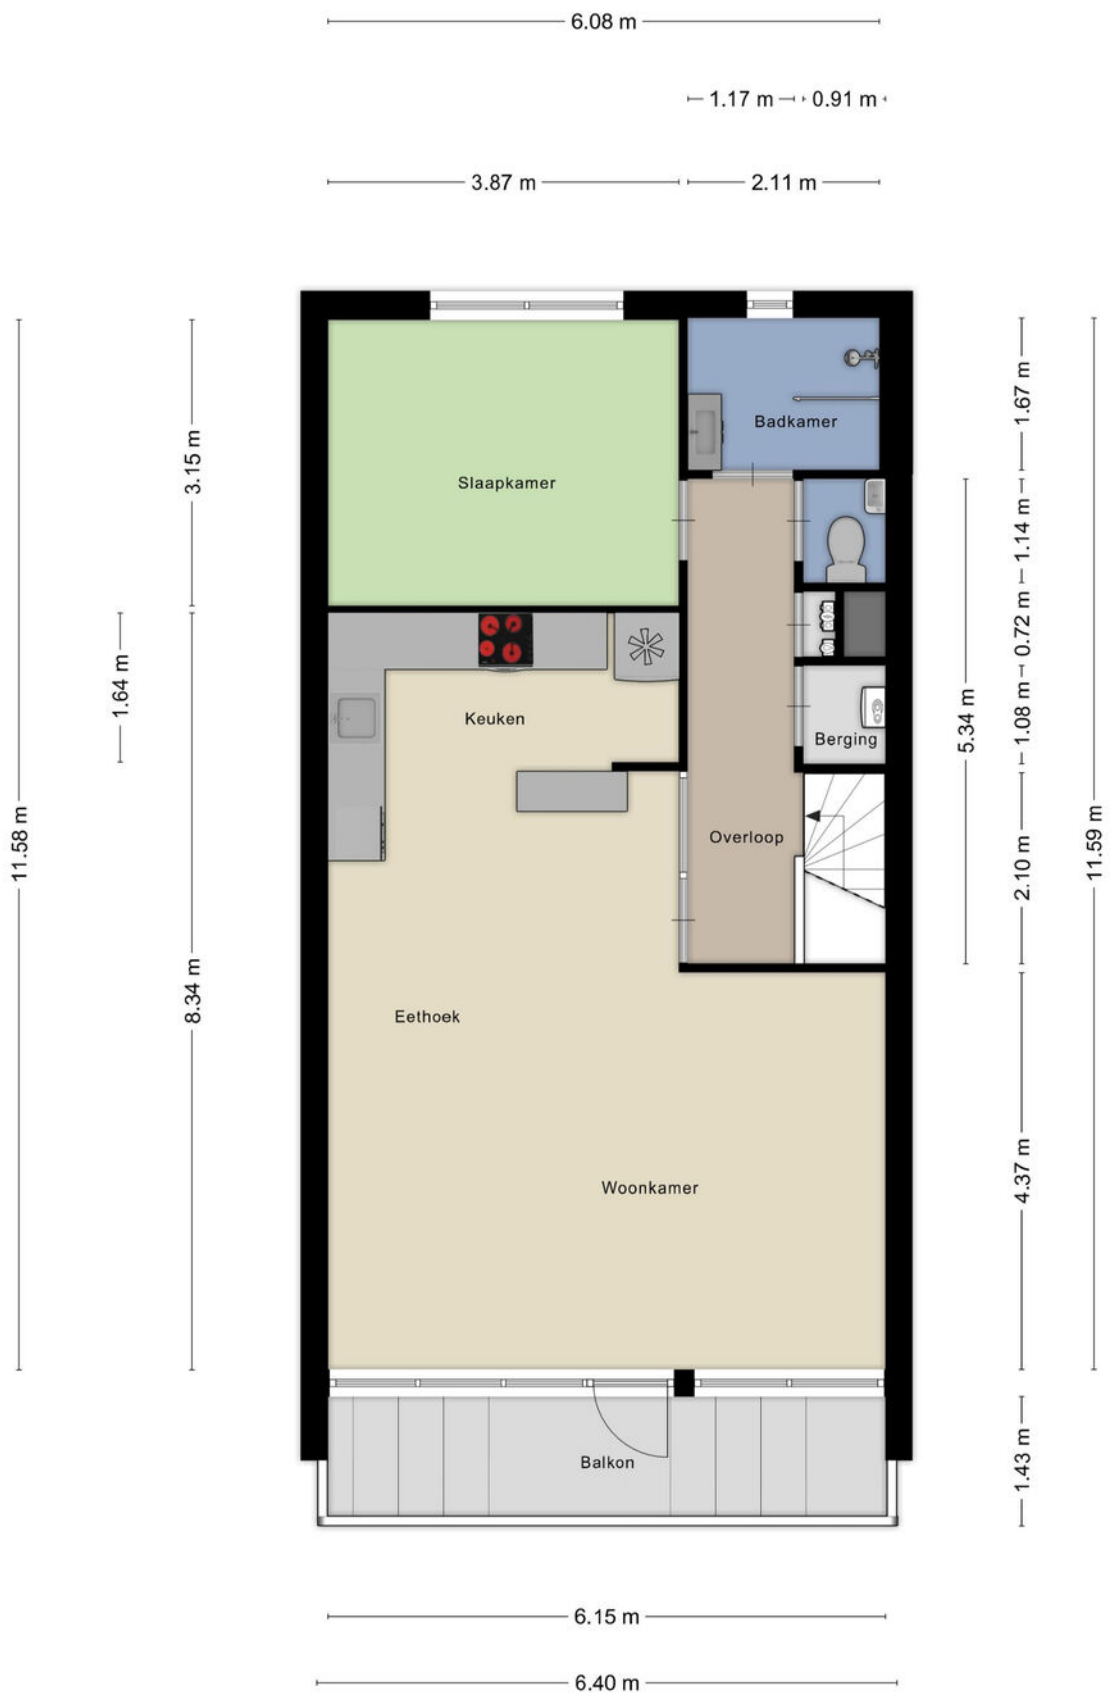 6.08 m
1.17 m
0.91 m
3.87 m
2.11 m
Badkamer
1.67 m
3.15 m
Slaapkamer
1.14 m
0.72 m
1.64 m
Keuken
1.08 m
5.34 m
Berging
11.58 m
Overloop
11.59 m
2.10 m
8.34 m
Eethoek
4.37 m
Woonkamer
Balkon
1.43 m
6.15 m
6.40 m